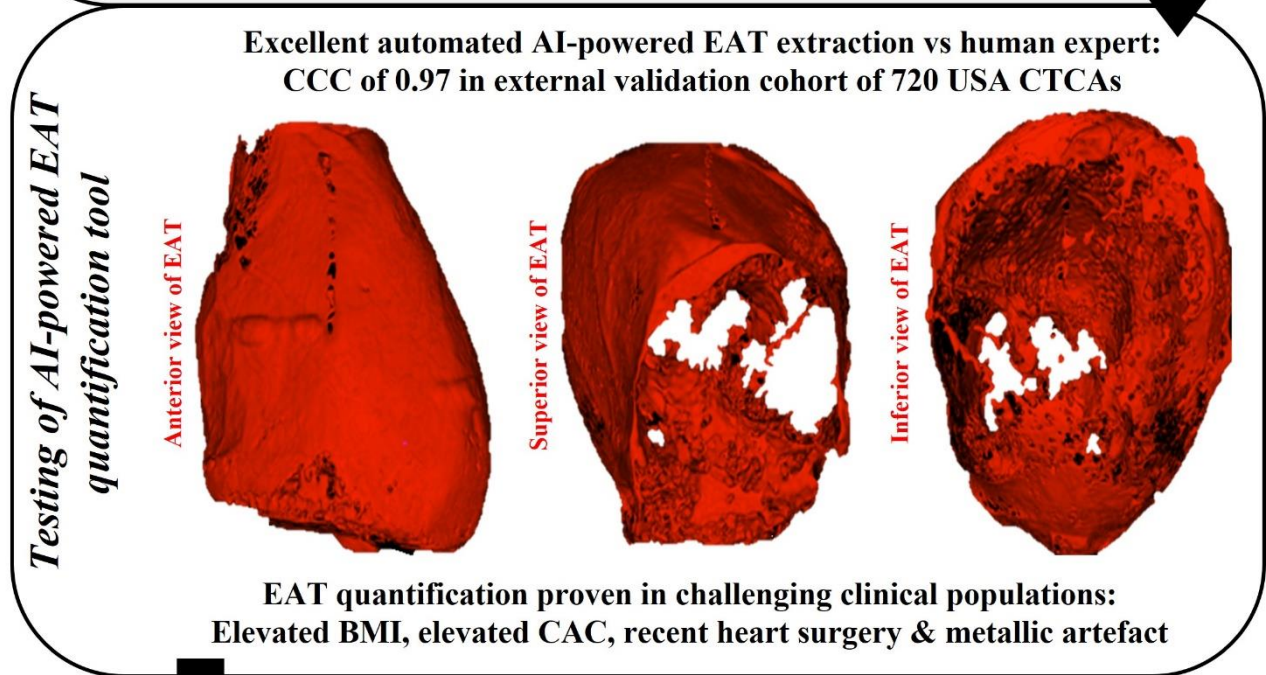 Excellent automated AI-powered EAT extraction vs human expert:
CCC of 0.97 in external validation cohort of 720 USA CTCAs
Testing of AI-powered EAT
quantification tool
Anterior view of EAT
Superior view of EAT
Inferior view of EAT
EAT quantification proven in challenging clinical populations:
Elevated BMI, elevated CAC, recent heart surgery & metallic artefact